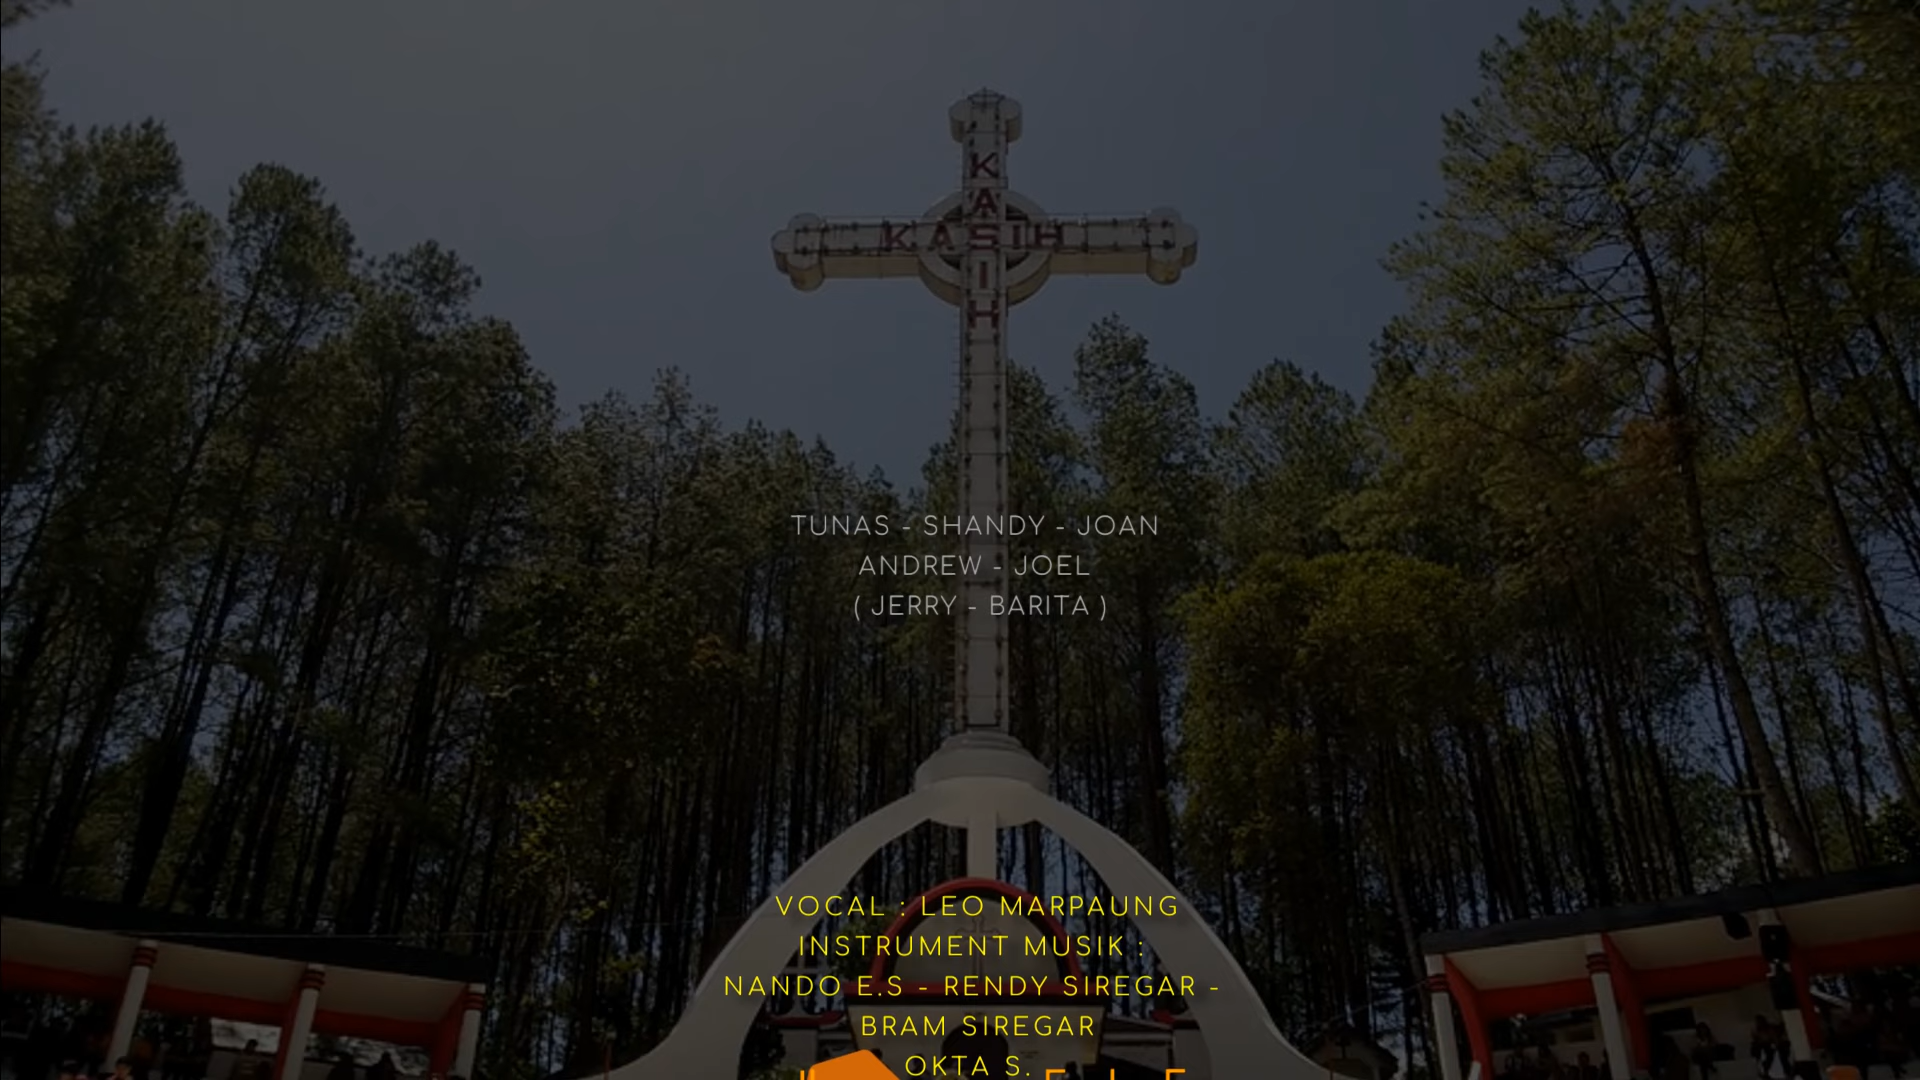 KASIH
KASIH
TUNAS - SHANDY - JOAN
ANDREW - JOEL
( JERRY - BARITA )
VOCAL : LEO MARPAUNG
INSTRUMENT MUSIK :
NANDO E.S - RENDY SIREGAR -
BRAM SIREGAR
OKTA S.